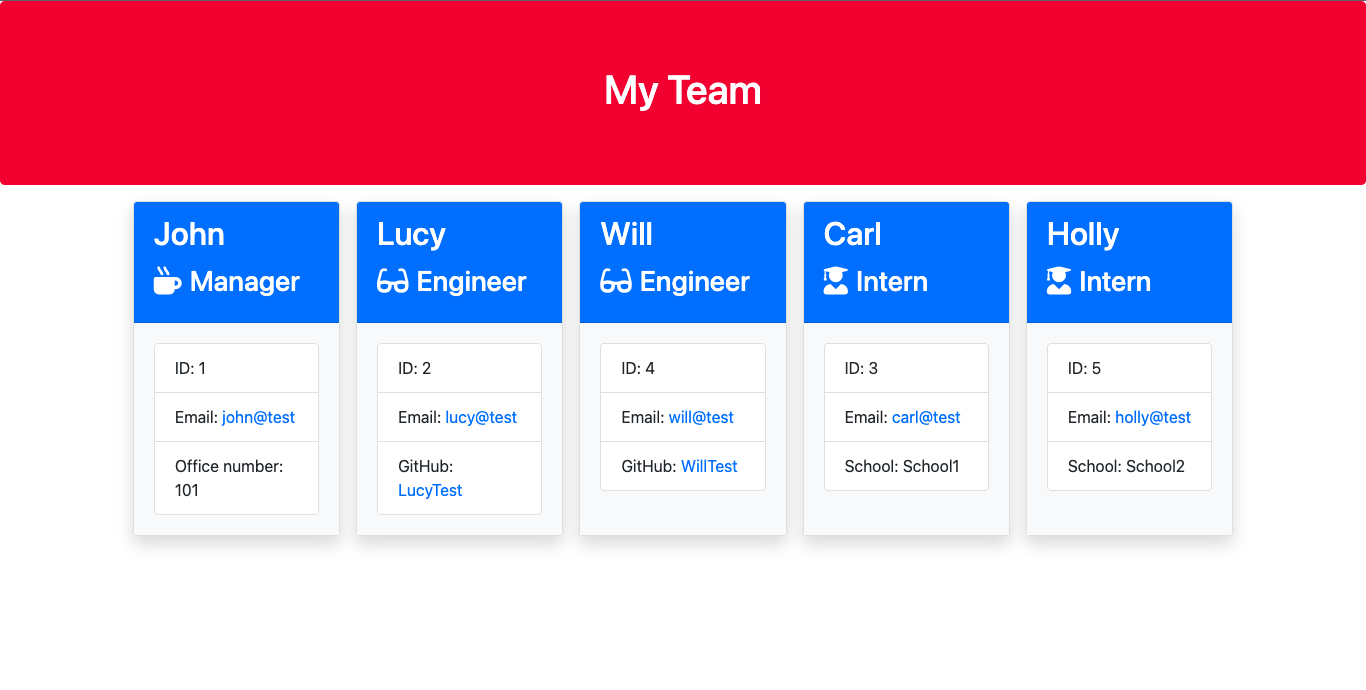 My Team
John
Manager
ID: 1
Email: john@test
Office number:
101
Lucy
Engineer
ID: 2
Email: lucy@test
GitHub:
LucyTest
Will
Engineer
ID: 4
Email: will@test
GitHub: WillTest
Carl
Intern
ID: 3
Email: carl@test
School: School1
Holly
Intern
ID: 5
Email: holly@test
School: School2